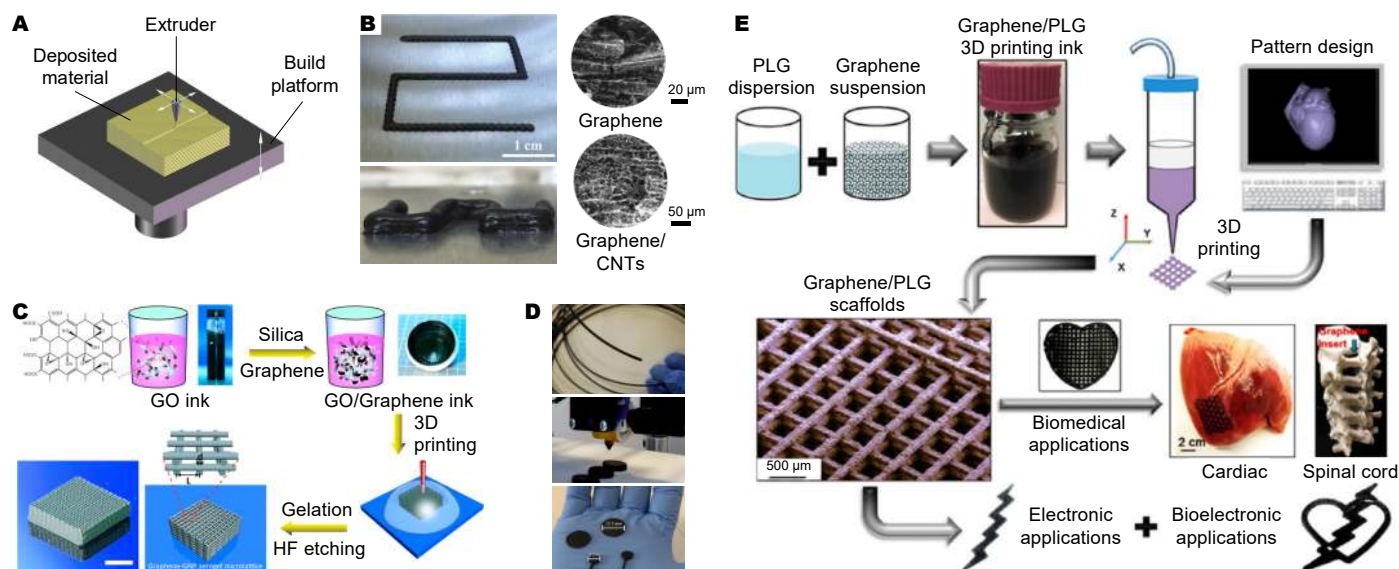 A
Extruder
Deposited
material
Build
platform
B
1 cm
20 μm
Graphene
50 μm
Graphene/
CNTs
C
GO ink
Silica
Graphene
GO/Graphene ink
3D
printing
Gelation
HF etching
L
D
E
PLG
dispersion
Graphene
suspension
Graphene/PLG
3D printing ink
Pattern design
Z
Y
X
3D
printing
Graphene/PLG
scaffolds
500 μm
Biomedical
applications
2 cm
Cardiac
Graphene
insert
Spinal cord
Electronic
applications
Bioelectronic
applications